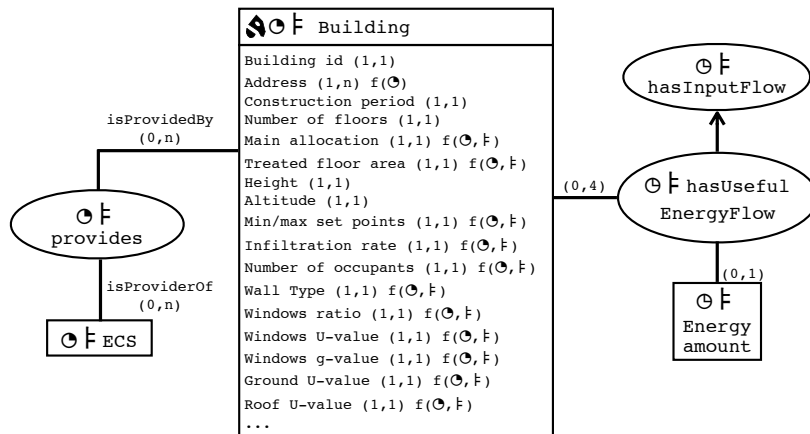 Building
Building id (1,1)
Address (1,n) f(◔)
Construction period (1,1)
Number of floors (1,1)
Main allocation (1,1) f(◔,⊧)
Treated floor area (1,1) f(◔,⊧)
Height (1,1)
Altitude (1,1)
Min/max set points (1,1) f(◔,⊧)
Infiltration rate (1,1) f(◔,⊧)
Number of occupants (1,1) f(◔,⊧)
Wall Type (1,1) f(◔,⊧)
Windows ratio (1,1) f(◔,⊧)
Windows U-value (1,1) f(◔,⊧)
Windows g-value (1,1) f(◔,⊧)
Ground U-value (1,1) f(◔,⊧)
Roof U-value (1,1) f(◔,⊧)
...
isProvidedBy
(0,n)
provides
isProviderOf
(0,n)
ECS
hasInputFlow
(0,4)
hasUseful
EnergyFlow
(0,1)
Energy
amount